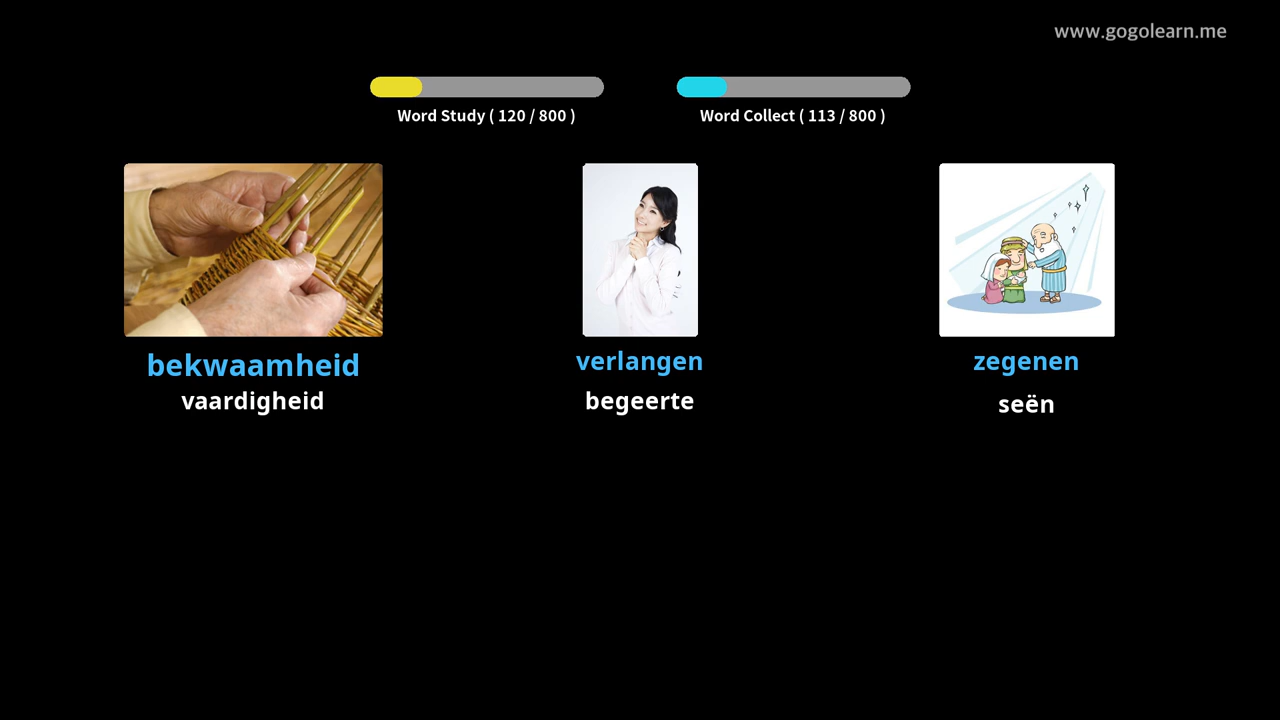 www.gogolearn.me
Word Study ( 120 / 800 )
Word Collect ( 113 / 800 )
bekwaamheid
vaardigheid
verlangen
begeerte
zegenen
seën